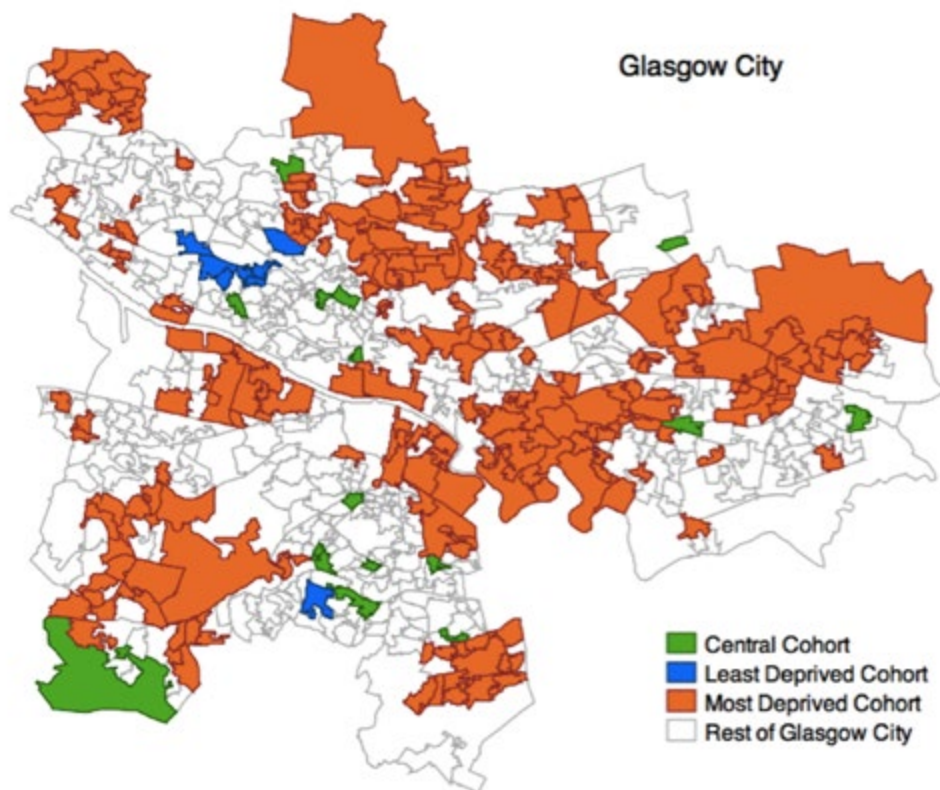 Glasgow City
Central Cohort
Least Deprived Cohort
Most Deprived Cohort
Rest of Glasgow City